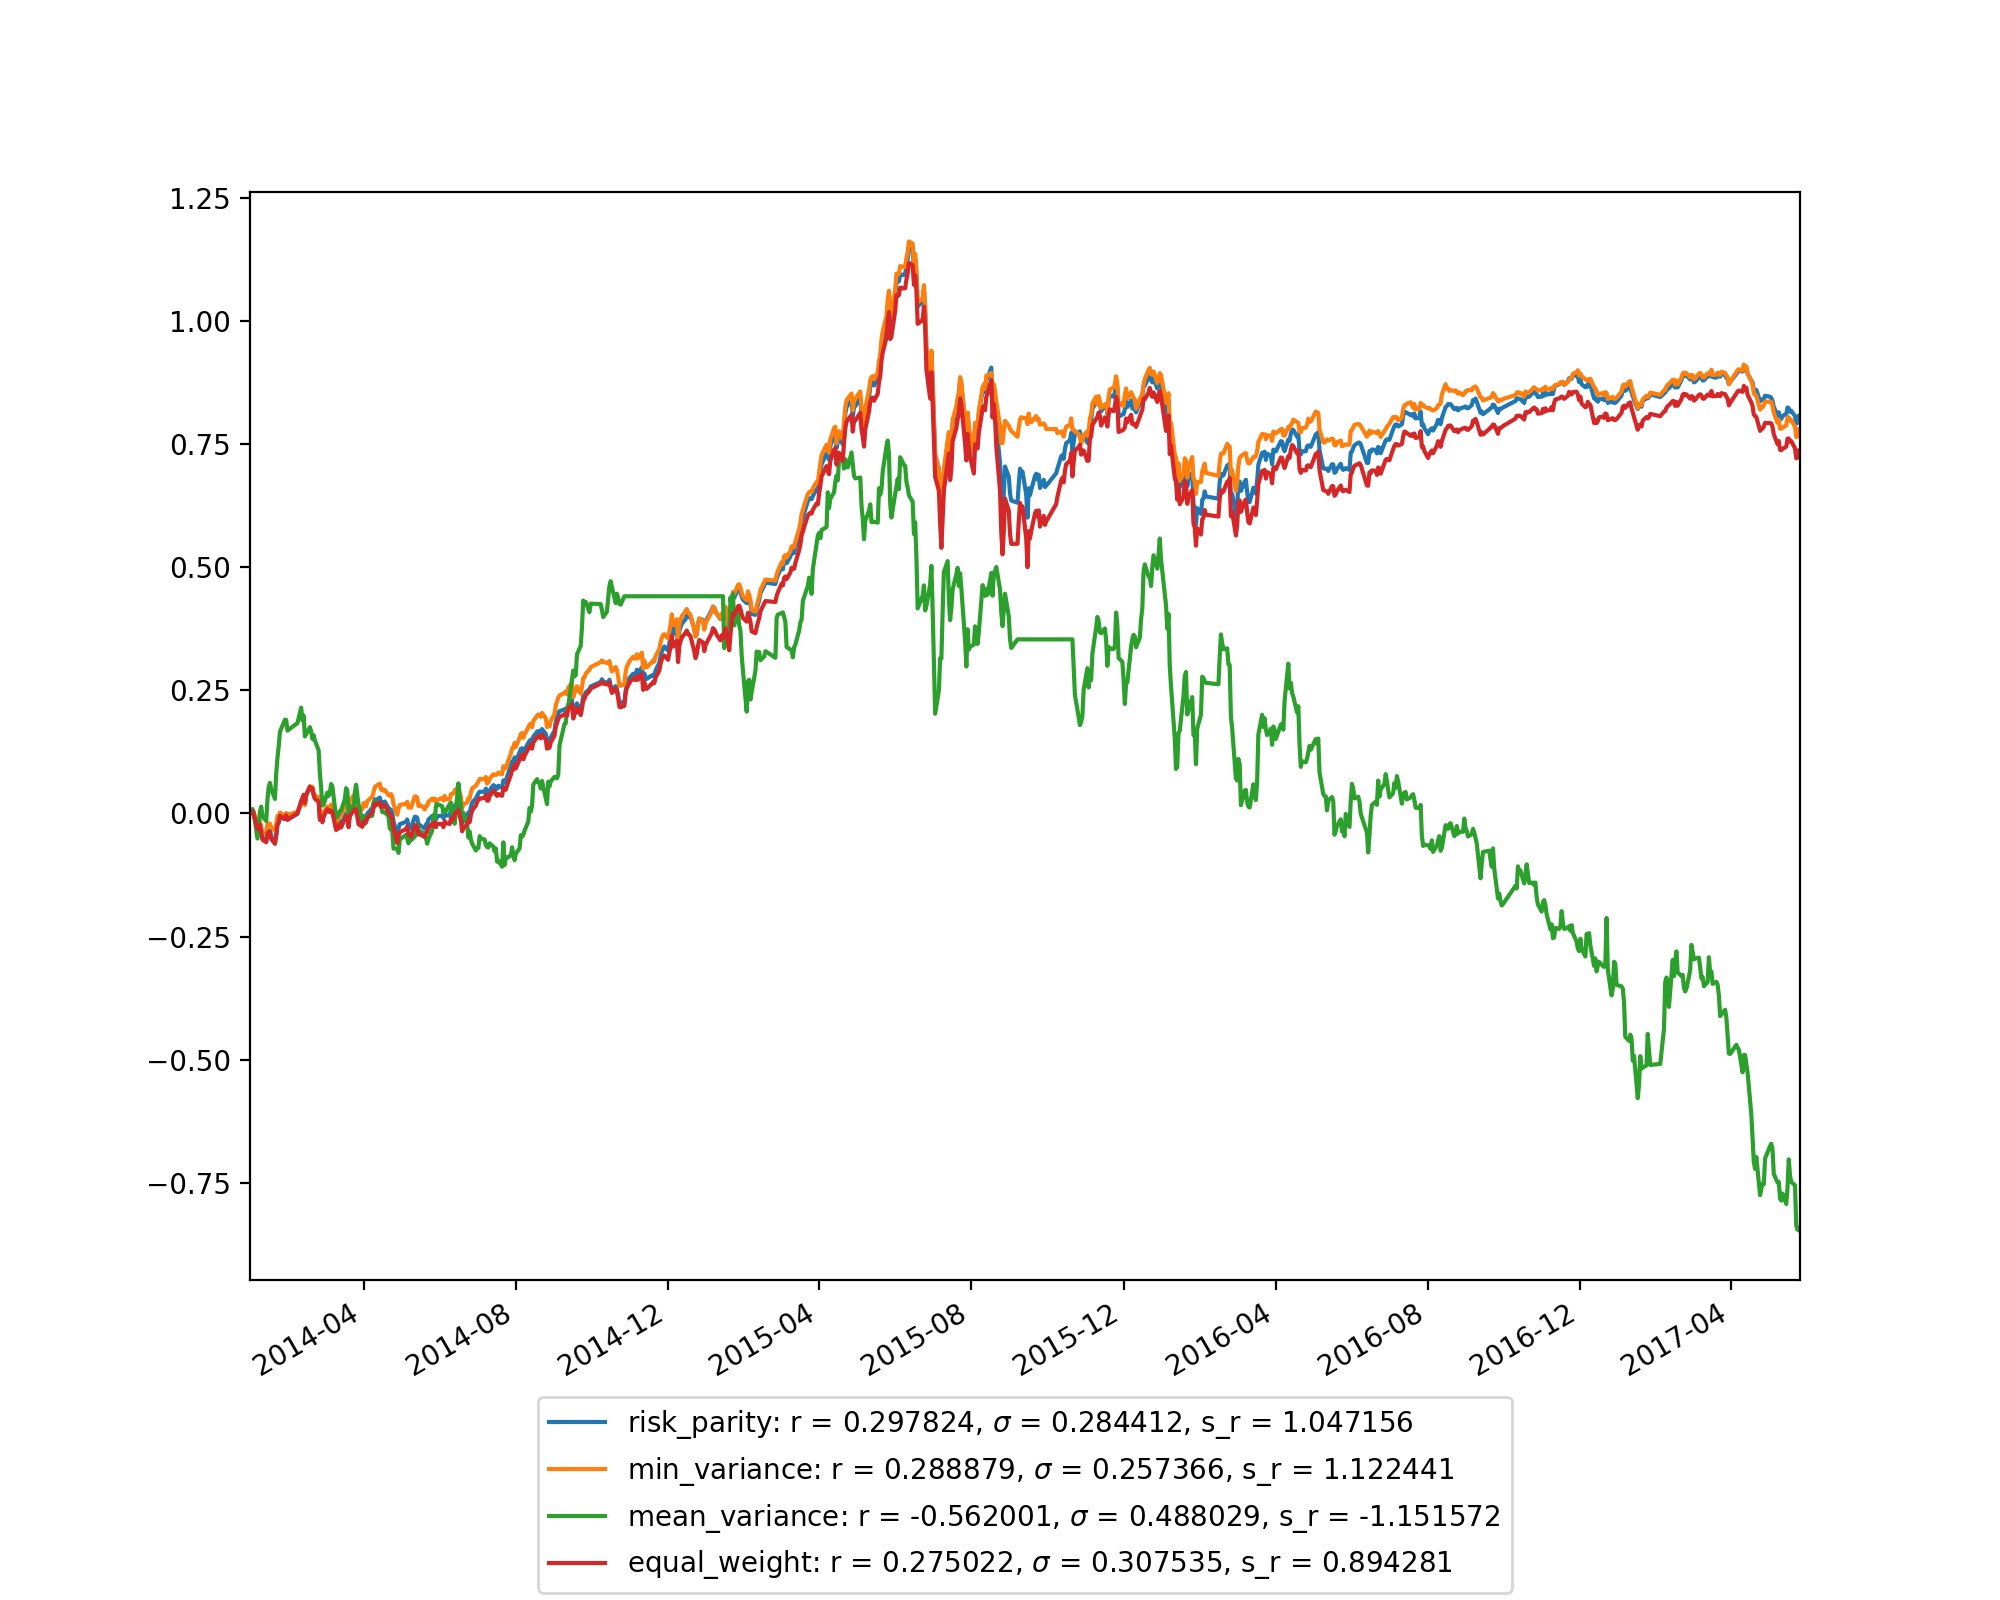 1.25
1.00
0.75
0.50
0.25
0.00
−0.25
−0.50
−0.75
2014-04 2014-08 2014-12 2015-04 2015-08 2015-12 2016-04 2016-08 2016-12 2017-04
risk_parity: r = 0.297824, σ = 0.284412, s_r = 1.047156
min_variance: r = 0.288879, σ = 0.257366, s_r = 1.122441
mean_variance: r = -0.562001, σ = 0.488029, s_r = -1.151572
equal_weight: r = 0.275022, σ = 0.307535, s_r = 0.894281